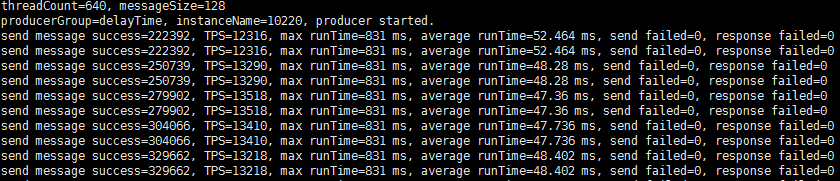 threadCount=640, messageSize=128
producerGroup=delayTime, instanceName=10220, producer started.
send message success=222392, TPS=12316, max runTime=831 ms, average runTime=52.464 ms, send failed=0, response failed=0
send message success=222392, TPS=12316, max runTime=831 ms, average runTime=52.464 ms, send failed=0, response failed=0
send message success=250739, TPS=13290, max runTime=831 ms, average runTime=48.28 ms, send failed=0, response failed=0
send message success=250739, TPS=13290, max runTime=831 ms, average runTime=48.28 ms, send failed=0, response failed=0
send message success=279902, TPS=13518, max runTime=831 ms, average runTime=47.36 ms, send failed=0, response failed=0
send message success=279902, TPS=13518, max runTime=831 ms, average runTime=47.36 ms, send failed=0, response failed=0
send message success=304066, TPS=13410, max runTime=831 ms, average runTime=47.736 ms, send failed=0, response failed=0
send message success=304066, TPS=13410, max runTime=831 ms, average runTime=47.736 ms, send failed=0, response failed=0
send message success=329662, TPS=13218, max runTime=831 ms, average runTime=48.402 ms, send failed=0, response failed=0
send message success=329662, TPS=13218, max runTime=831 ms, average runTime=48.402 ms, send failed=0, response failed=0